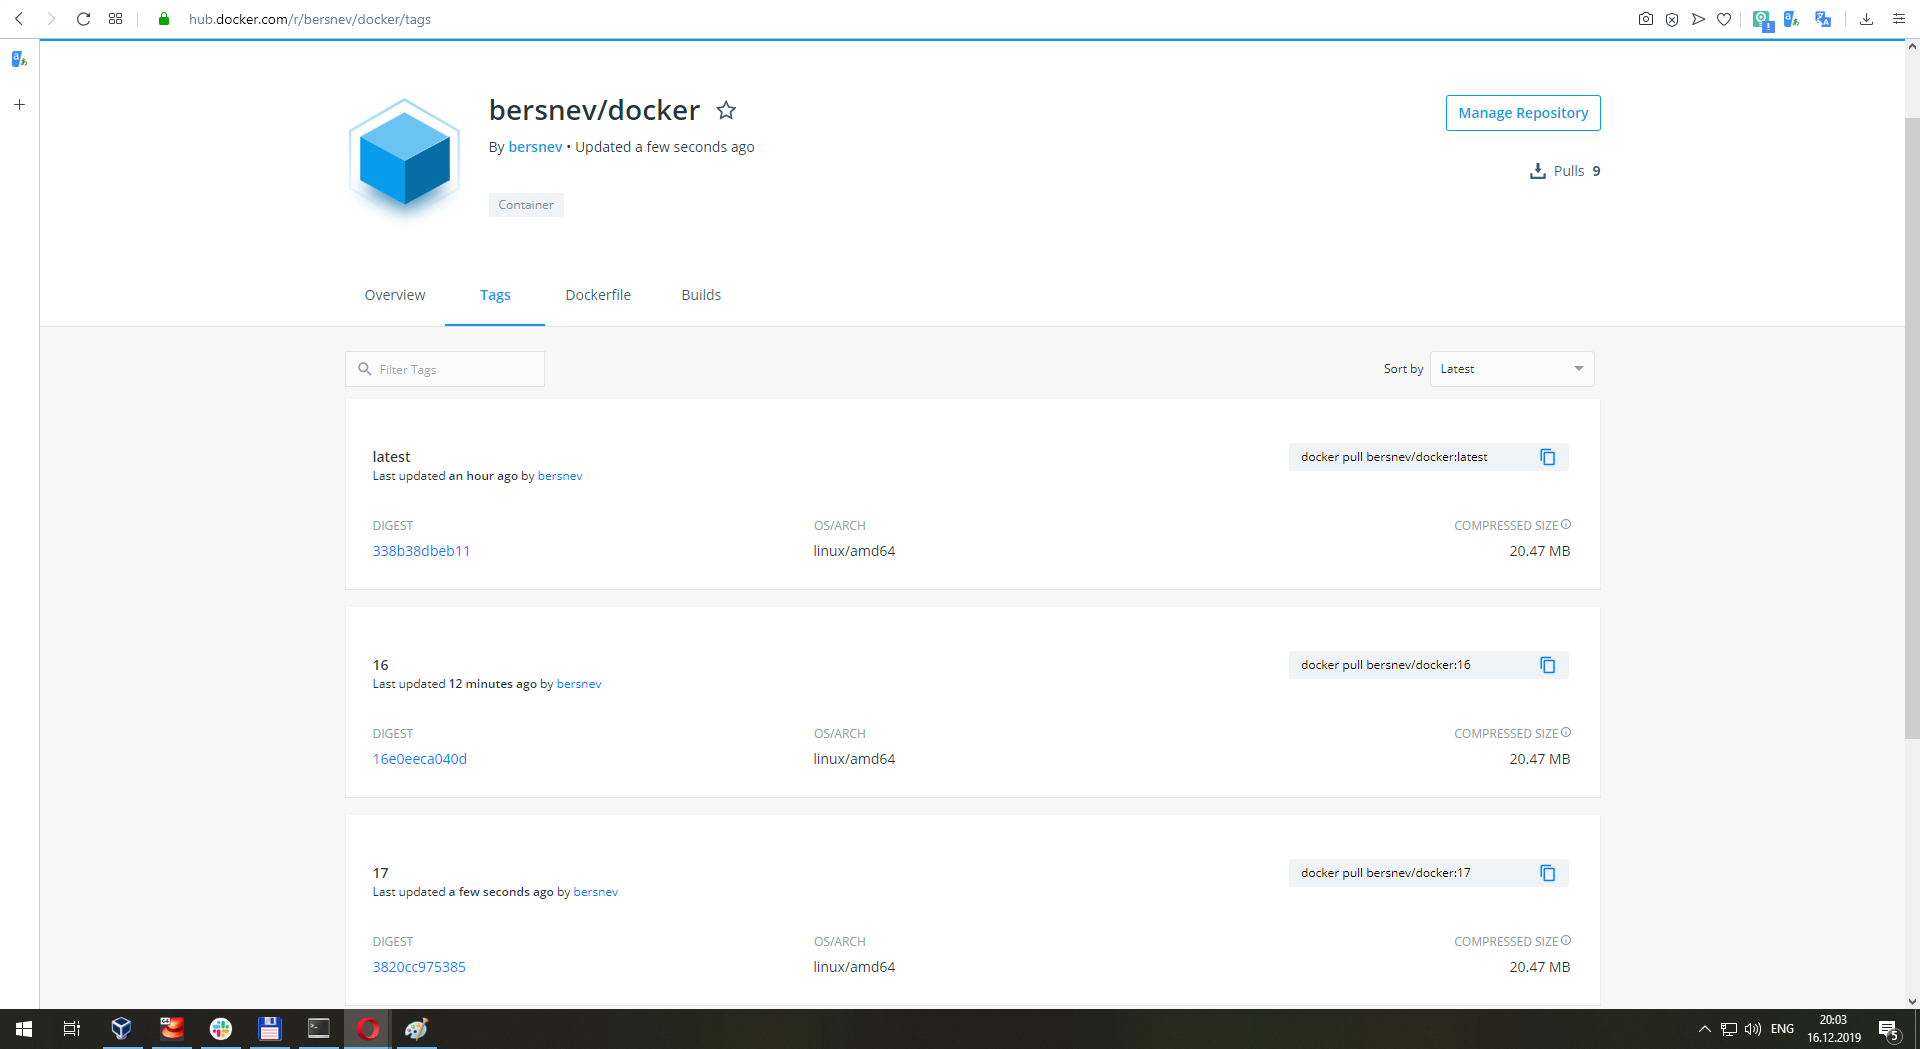 hub.docker.com/r/bersnev/docker/tags
bersnev/docker
Manage Repository
By bersnev • Updated a few seconds ago
Pulls 9
Container
Overview Tags Dockerfile Builds
Filter Tags
Sort by Latest
latest
docker pull bersnev/docker:latest
Last updated an hour ago by bersnev
DIGEST OS/ARCH COMPRESSED SIZE
338b38dbeb11 linux/amd64 20.47 MB
16
docker pull bersnev/docker:16
Last updated 12 minutes ago by bersnev
DIGEST OS/ARCH COMPRESSED SIZE
16e0eeca040d linux/amd64 20.47 MB
17
docker pull bersnev/docker:17
Last updated a few seconds ago by bersnev
DIGEST OS/ARCH COMPRESSED SIZE
3820cc975385 linux/amd64 20.47 MB
ENG
20:03
16.12.2019
5